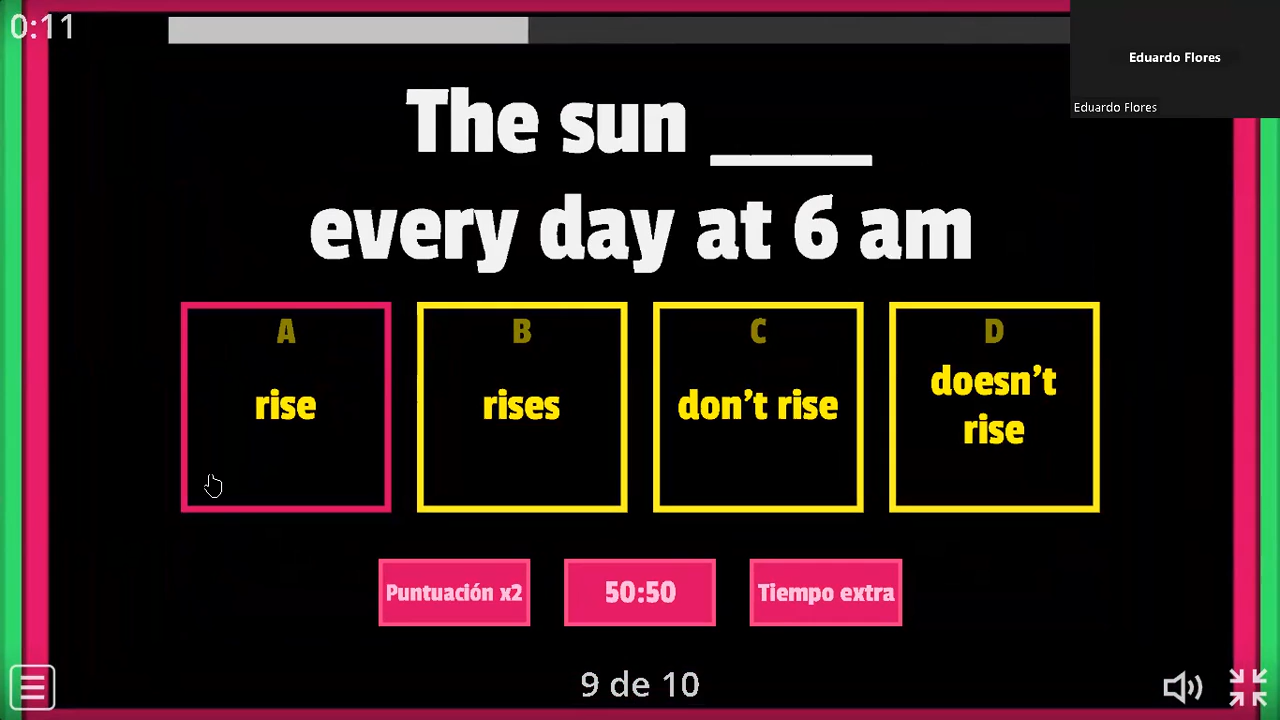 0:11
Eduardo Flores
Eduardo Flores
The sun ____
every day at 6 am
A
rise
B
rises
C
don't rise
D
doesn't
rise
Puntuación x2
50:50
Tiempo extra
9 de 10